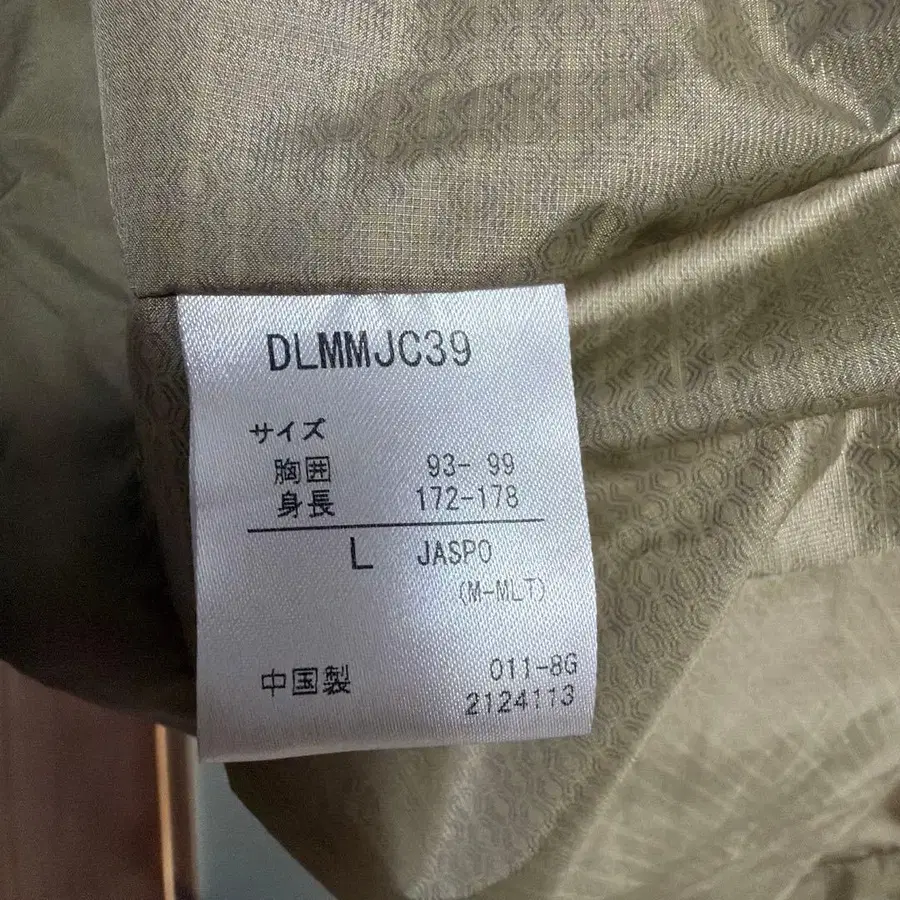 DLMMJC39
サイズ
胸囲 93- 99
身長 172-178
L JASPO
(M-MLT)
011-8G
中国製
2124113